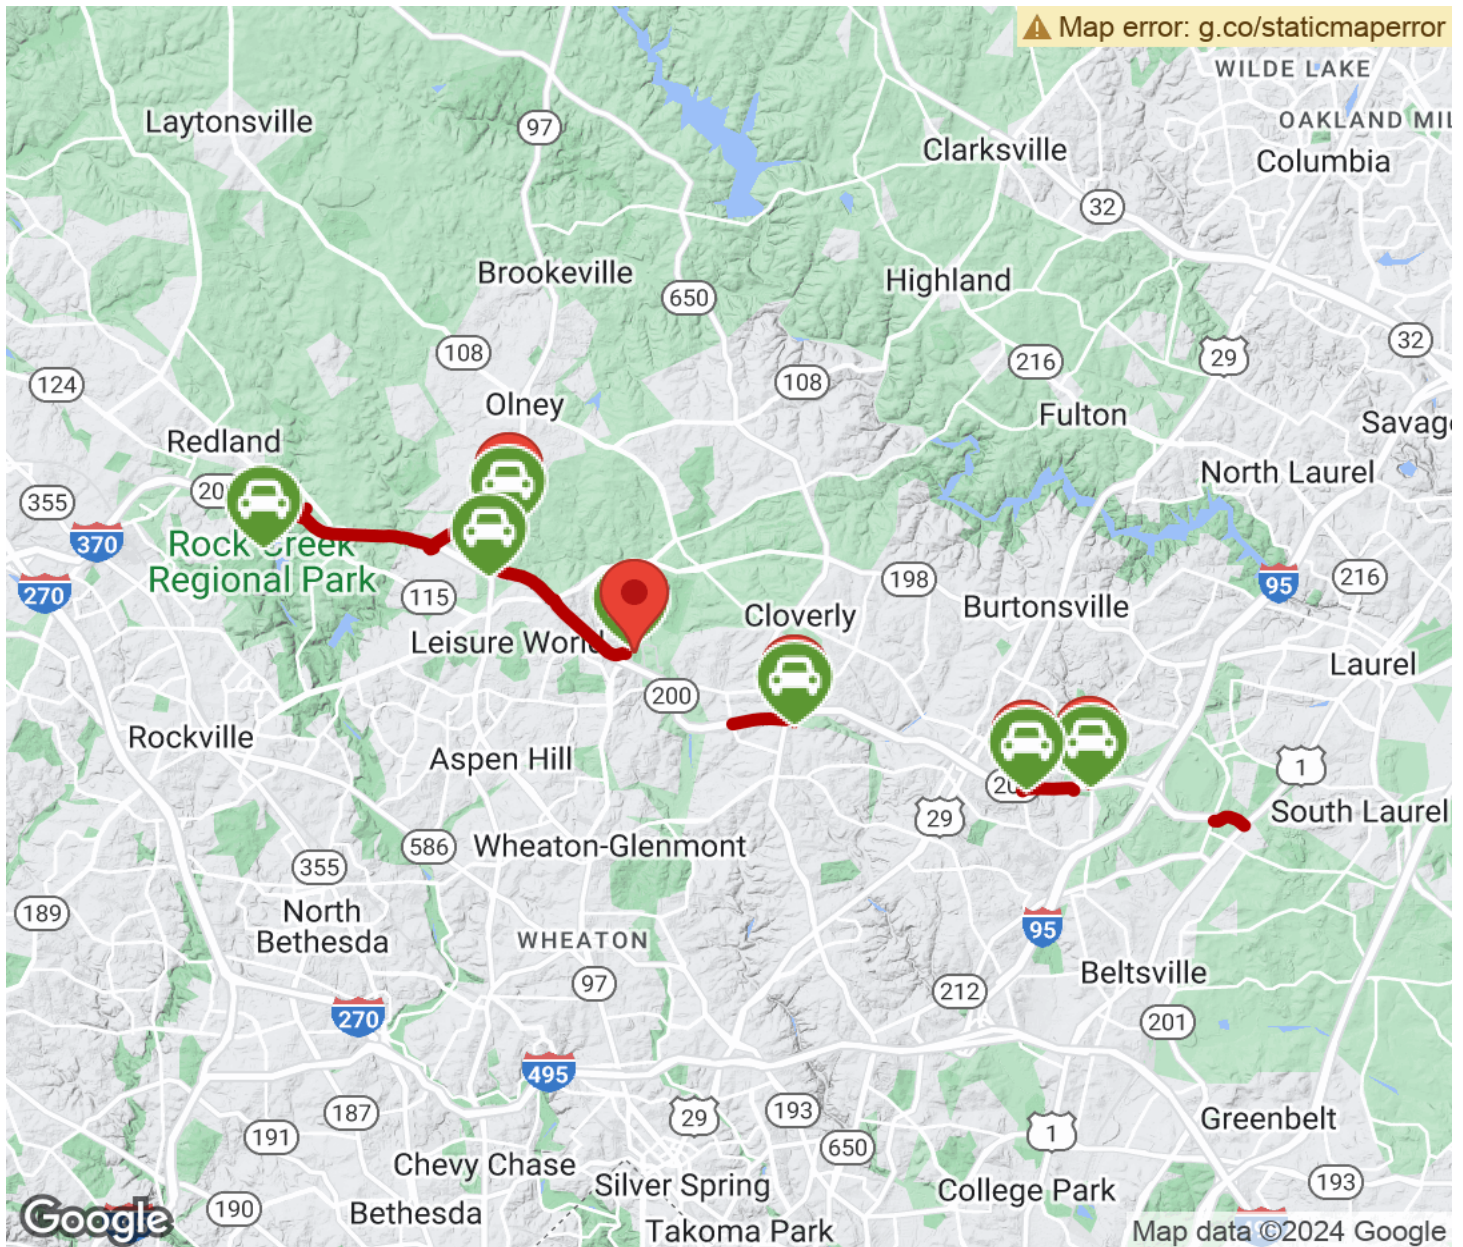 Map error: g.co/staticmaperror
WILDE LAKE
OAKLAND MIL
Columbia
Laytonsville
97
Clarksville
32
Brookeville
650
Highland
108
216
29
32
124
108
Olney
Fulton
Savag
Redland
North Laurel
355
20
370
Rock Creek
Regional Park
270
115
198
95
216
Burtonsville
Cloverly
Leisure World
Laurel
200
Rockville
Aspen Hill
1
20
29
South Laurel
586
Wheaton-Glenmont
355
189
North
Bethesda
WHEATON
95
97
Beltsville
212
201
270
495
187
29
193
Greenbelt
191
650
1
Chevy Chase
Silver Spring
College Park
193
190
Bethesda
Google
Takoma Park
Map data ©2024 Google